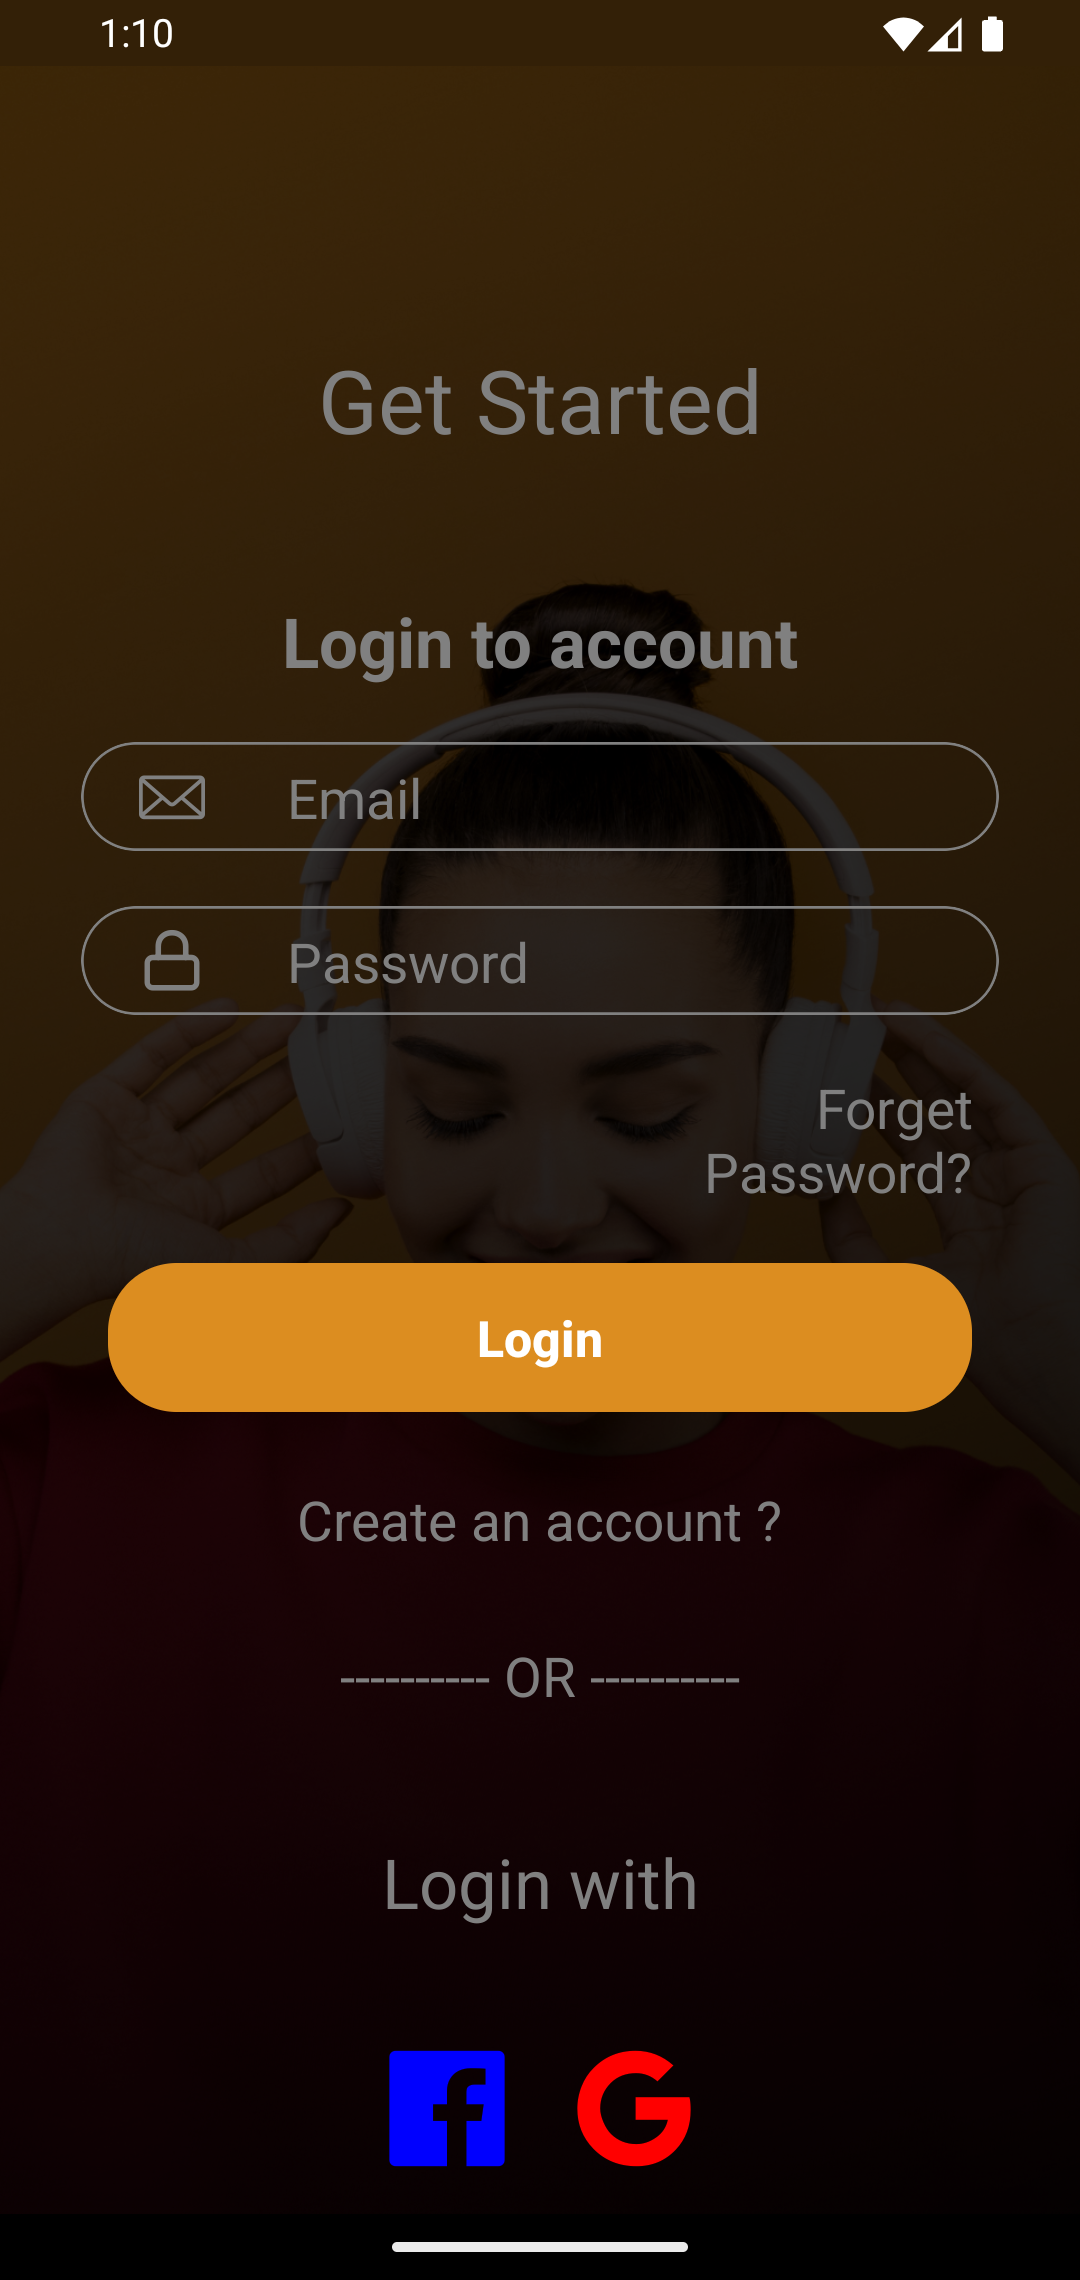 1:10
Get Started
Login to account
Email
Password
Forget
Password?
Login
Create an account ?
---------- OR ----------
Login with